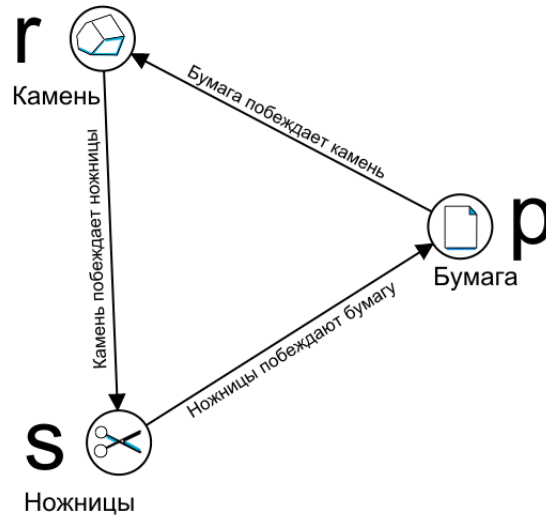 r
Камень
Бумага побеждает камень
Камень побеждает ножницы
p
Бумага
Ножницы побеждают бумагу
s
Ножницы